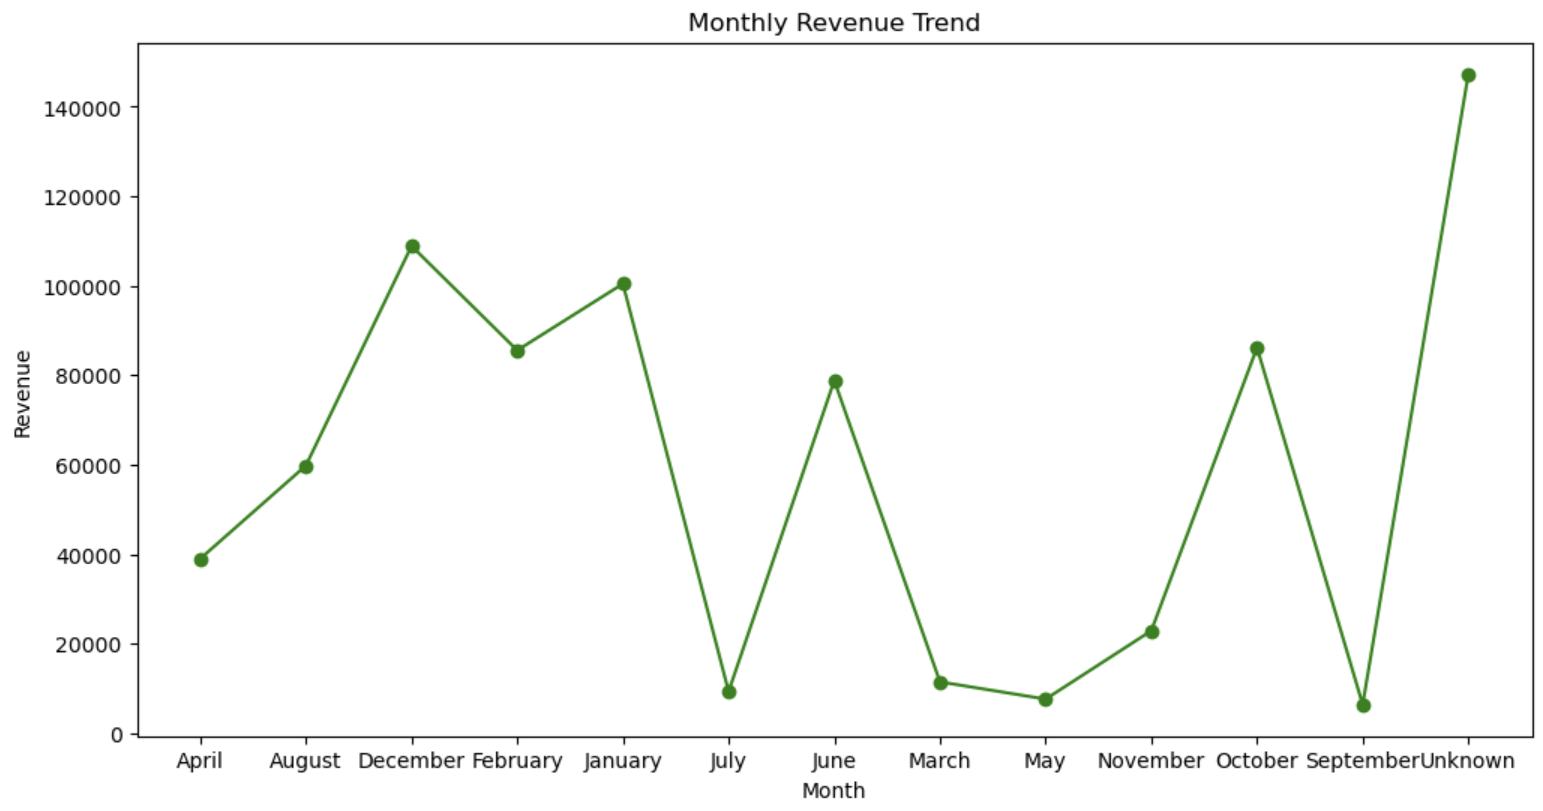 Monthly Revenue Trend
Revenue
140000
120000
100000
80000
60000
40000
20000
0
April August December February January July June March May November October September Unknown
Month